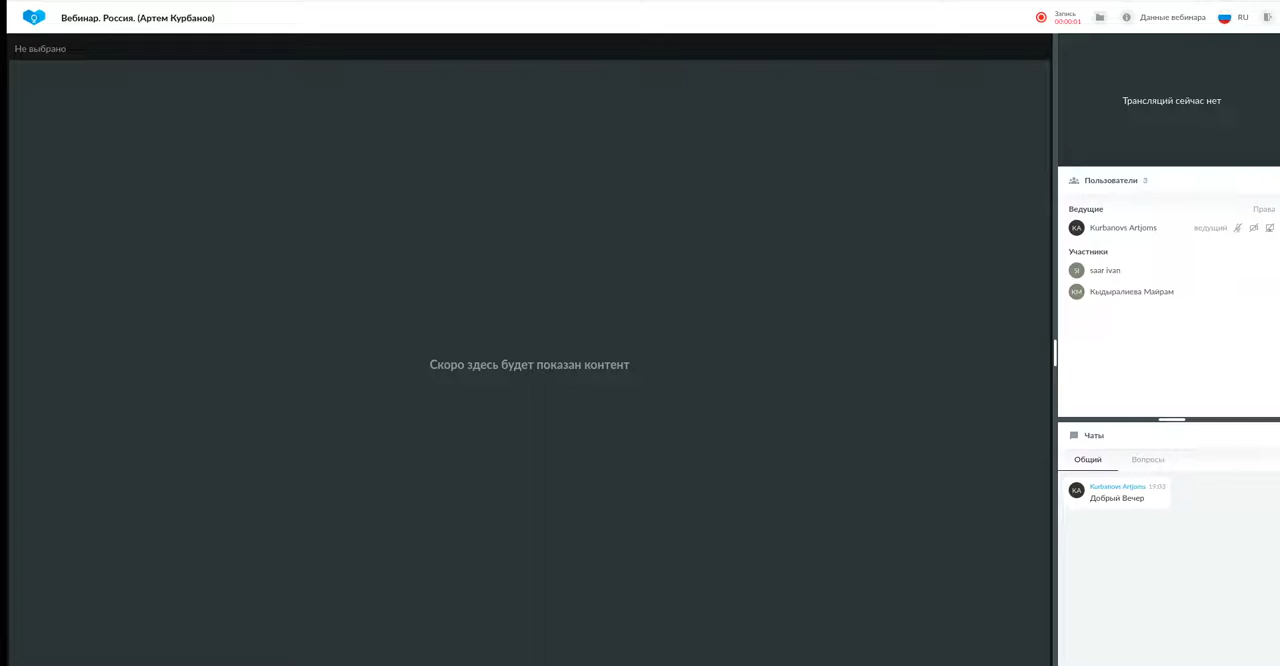 Вебинар. Россия. (Артем Курбанов)
Запись
00:00:01
Данные вебинара
RU
Не выбрано
Трансляций сейчас нет
Скоро здесь будет показан контент
Пользователи 3
Ведущие Права
KA Kurbanovs Artjoms ведущий
Участники
SI saar ivan
КМ Кыдыралиева Майрам
Чаты
Общий Вопросы
KA Kurbanovs Artjoms 19:03
Добрый Вечер